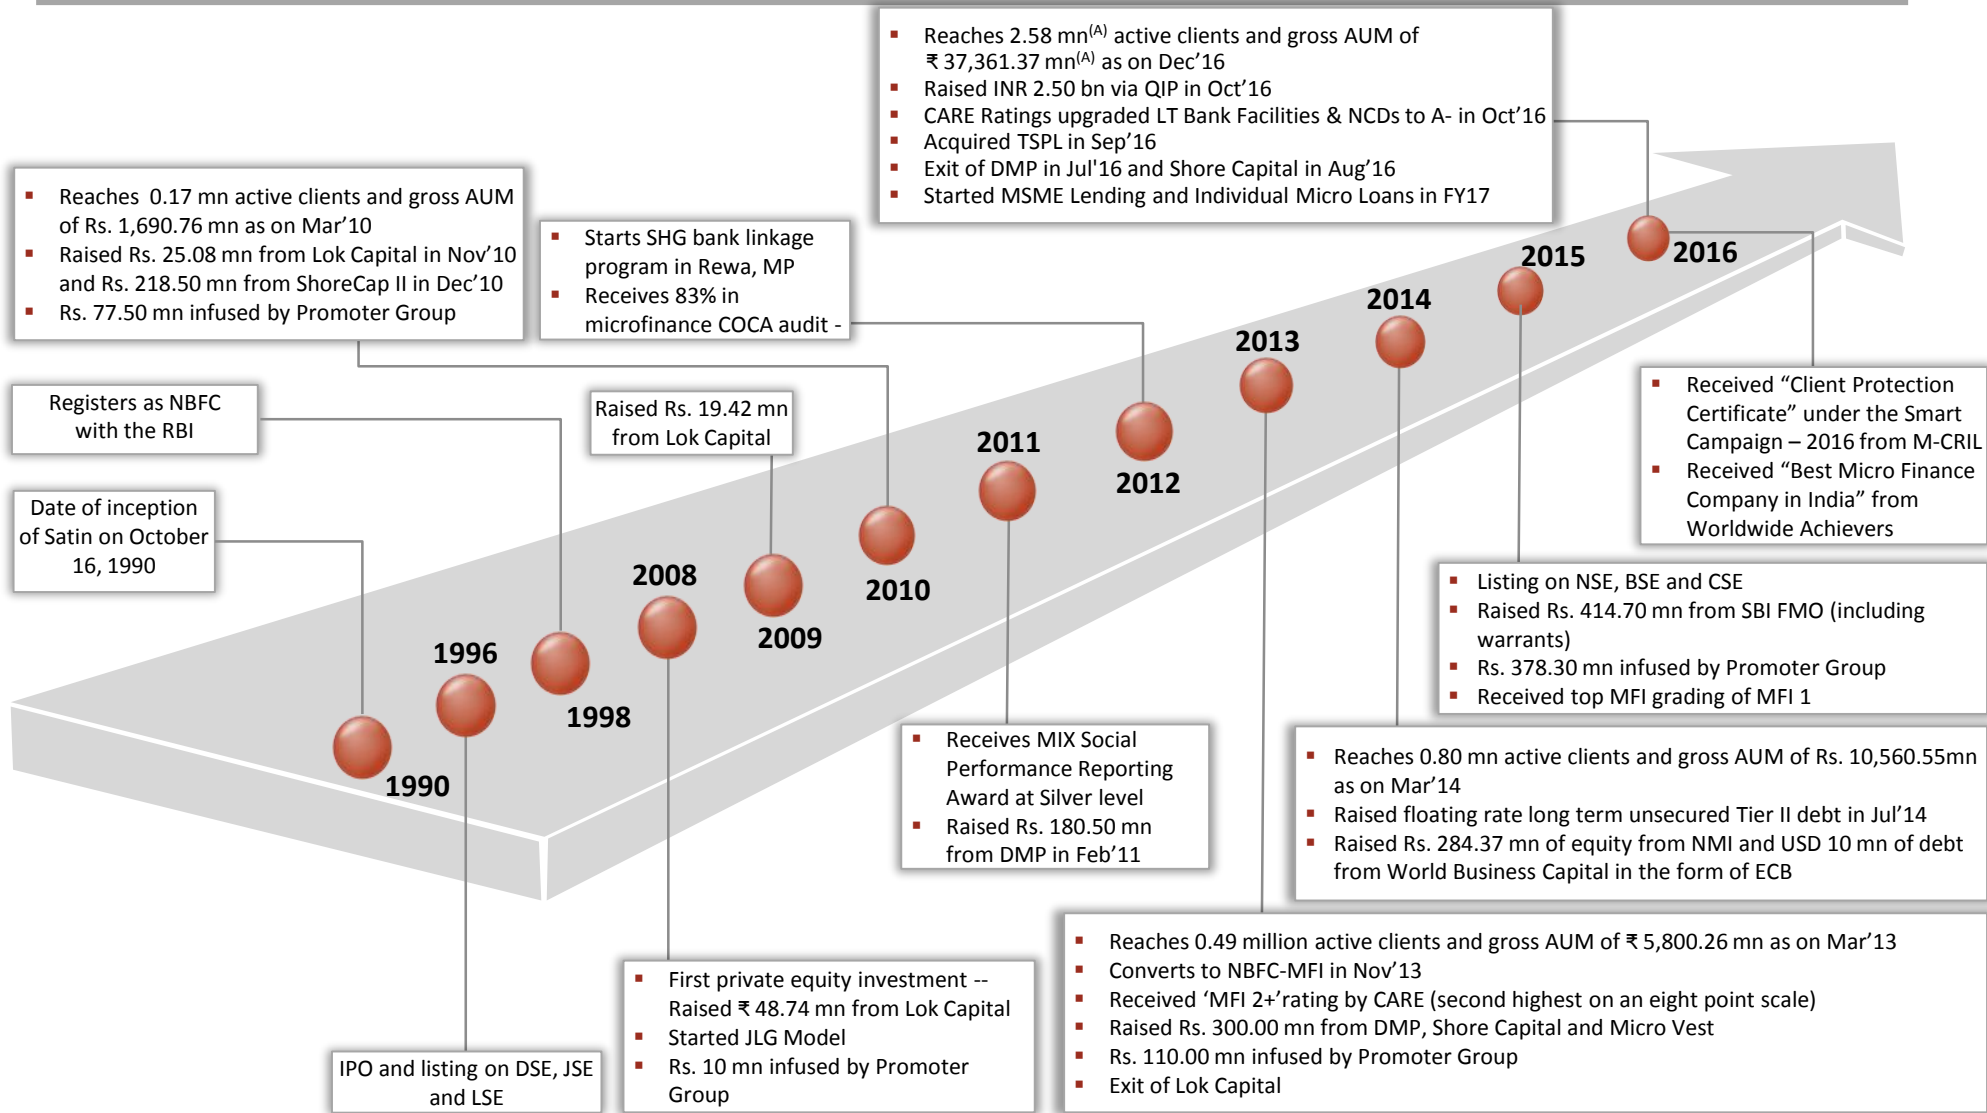 ▪ Reaches 2.58 mn(A) active clients and gross AUM of
₹ 37,361.37 mn(A) as on Dec’16
▪ Raised INR 2.50 bn via QIP in Oct’16
▪ CARE Ratings upgraded LT Bank Facilities & NCDs to A- in Oct’16
▪ Acquired TSPL in Sep’16
▪ Exit of DMP in Jul'16 and Shore Capital in Aug’16
▪ Started MSME Lending and Individual Micro Loans in FY17
▪ Reaches 0.17 mn active clients and gross AUM
of Rs. 1,690.76 mn as on Mar’10
▪ Raised Rs. 25.08 mn from Lok Capital in Nov’10
and Rs. 218.50 mn from ShoreCap II in Dec’10
▪ Rs. 77.50 mn infused by Promoter Group
▪ Starts SHG bank linkage
program in Rewa, MP
▪ Receives 83% in
microfinance COCA audit -
Registers as NBFC
with the RBI
Raised Rs. 19.42 mn
from Lok Capital
Date of inception
of Satin on October
16, 1990
1990
1996
1998
2008
2009
2010
2011
2012
2013
2014
2015
2016
▪ Received “Client Protection
Certificate” under the Smart
Campaign – 2016 from M-CRIL
▪ Received “Best Micro Finance
Company in India” from
Worldwide Achievers
▪ Listing on NSE, BSE and CSE
▪ Raised Rs. 414.70 mn from SBI FMO (including
warrants)
▪ Rs. 378.30 mn infused by Promoter Group
▪ Received top MFI grading of MFI 1
▪ Receives MIX Social
Performance Reporting
Award at Silver level
▪ Raised Rs. 180.50 mn
from DMP in Feb’11
▪ Reaches 0.80 mn active clients and gross AUM of Rs. 10,560.55mn
as on Mar’14
▪ Raised floating rate long term unsecured Tier II debt in Jul’14
▪ Raised Rs. 284.37 mn of equity from NMI and USD 10 mn of debt
from World Business Capital in the form of ECB
▪ Reaches 0.49 million active clients and gross AUM of ₹ 5,800.26 mn as on Mar’13
▪ Converts to NBFC-MFI in Nov’13
▪ Received ‘MFI 2+’rating by CARE (second highest on an eight point scale)
▪ Raised Rs. 300.00 mn from DMP, Shore Capital and Micro Vest
▪ Rs. 110.00 mn infused by Promoter Group
▪ Exit of Lok Capital
▪ First private equity investment --
Raised ₹ 48.74 mn from Lok Capital
▪ Started JLG Model
▪ Rs. 10 mn infused by Promoter
Group
IPO and listing on DSE, JSE
and LSE